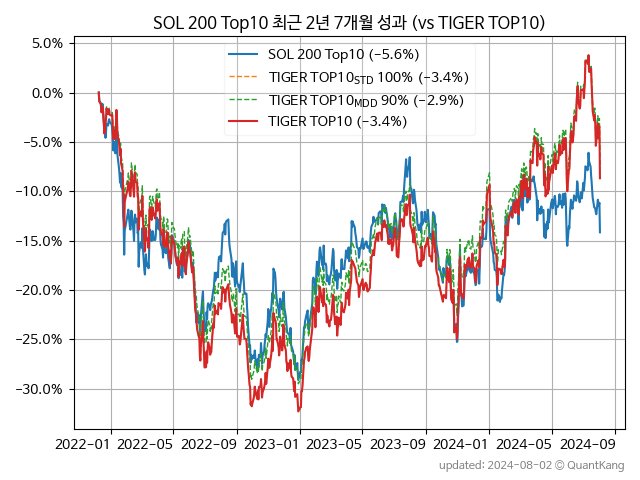 SOL 200 Top10 최근 2년 7개월 성과 (vs TIGER TOP10)
SOL 200 Top10 (−5.6%)
TIGER TOP10STD 100% (−3.4%)
TIGER TOP10MDD 90% (−2.9%)
TIGER TOP10 (−3.4%)
5.0%
0.0%
−5.0%
−10.0%
−15.0%
−20.0%
−25.0%
−30.0%
2022-01 2022-05 2022-09 2023-01 2023-05 2023-09 2024-01 2024-05 2024-09
updated: 2024-08-02 © QuantKang